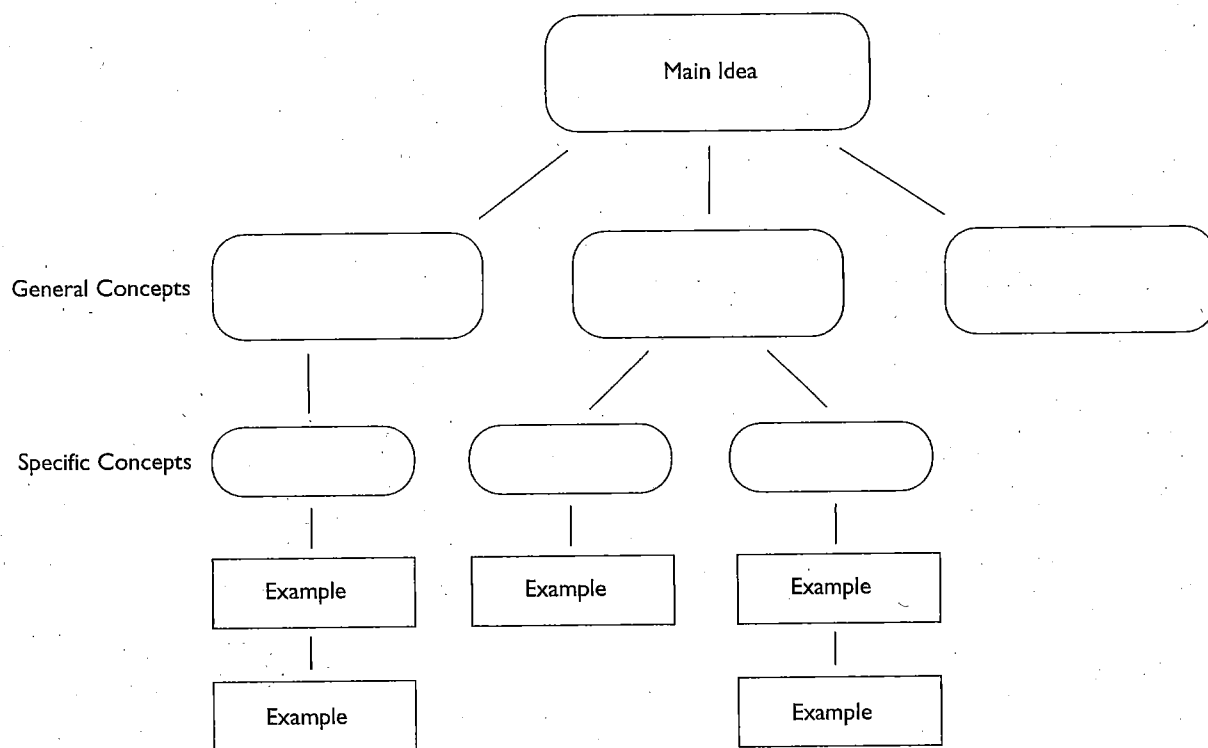 Main Idea
General Concepts
Specific Concepts
Example
Example
Example
Example
Example